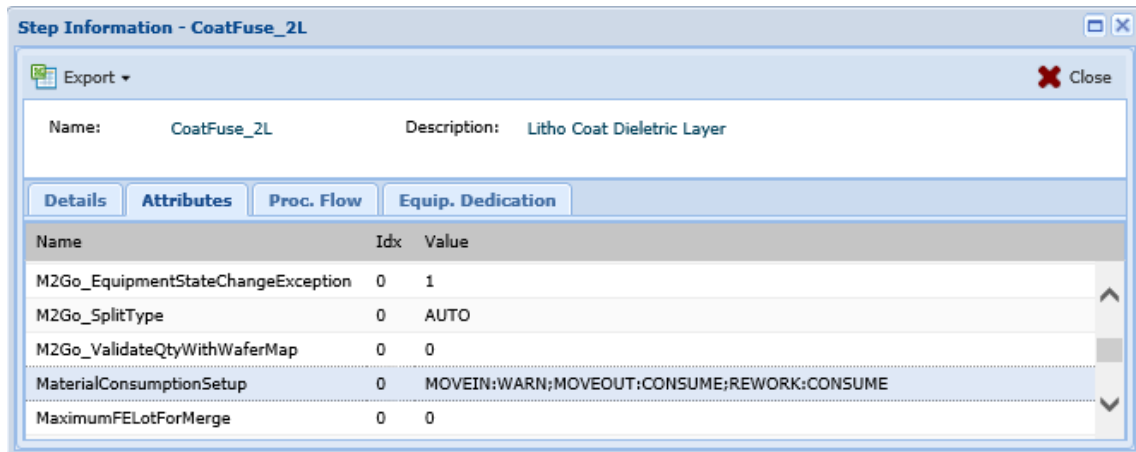 Step Information - CoatFuse_2L
Export Close
Name: CoatFuse_2L Description: Litho Coat Dieletric Layer
Details Attributes Proc. Flow Equip. Dedication
Name Idx Value
M2Go_EquipmentStateChangeException 0 1
M2Go_SplitType 0 AUTO
M2Go_ValidateQtyWithWaferMap 0 0
MaterialConsumptionSetup 0 MOVEIN:WARN;MOVEOUT:CONSUME;REWORK:CONSUME
MaximumFELotForMerge 0 0